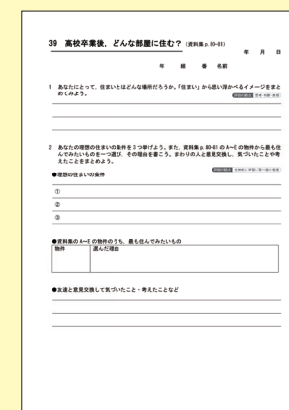 39 高校卒業後，どんな部屋に住む？（資料集 p.80-81）
年 月 日
年 組 番 名前
1 あなたにとって，住まいとはどんな場所だろうか。「住まい」から思い浮かべるイメージをまと
めてみよう。
2 あなたの理想の住まいの条件を3つ挙げよう。また，資料集 p.80-81 の A〜E の物件から最も住
んでみたいものを一つ選び，その理由を書こう。まわりの人と意見交換し，気づいたことや考
えたことをまとめよう。
●理想の住まいの条件
①
②
③
●資料集の A〜E の物件のうち，最も住んでみたいもの
物件 選んだ理由
●友達と意見交換して気づいたこと・考えたことなど